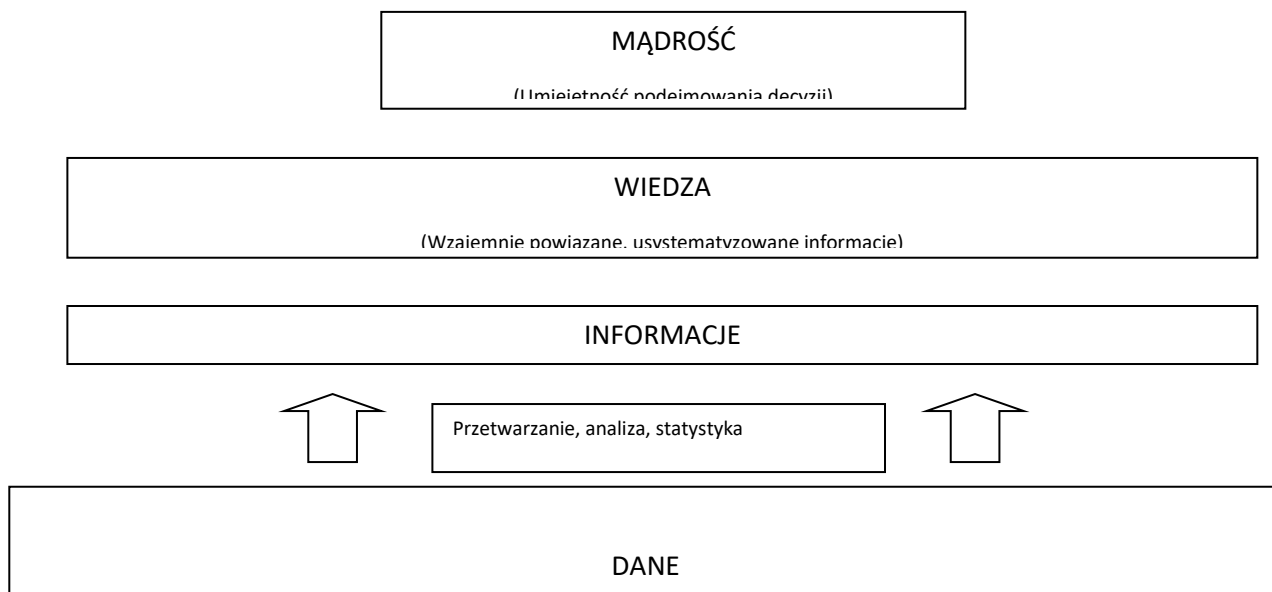 MĄDROŚĆ
(Umiejętność podejmowania decyzji)
WIEDZA
(Wzajemnie powiązane, usystematyzowane informacje)
INFORMACJE
Przetwarzanie, analiza, statystyka
DANE